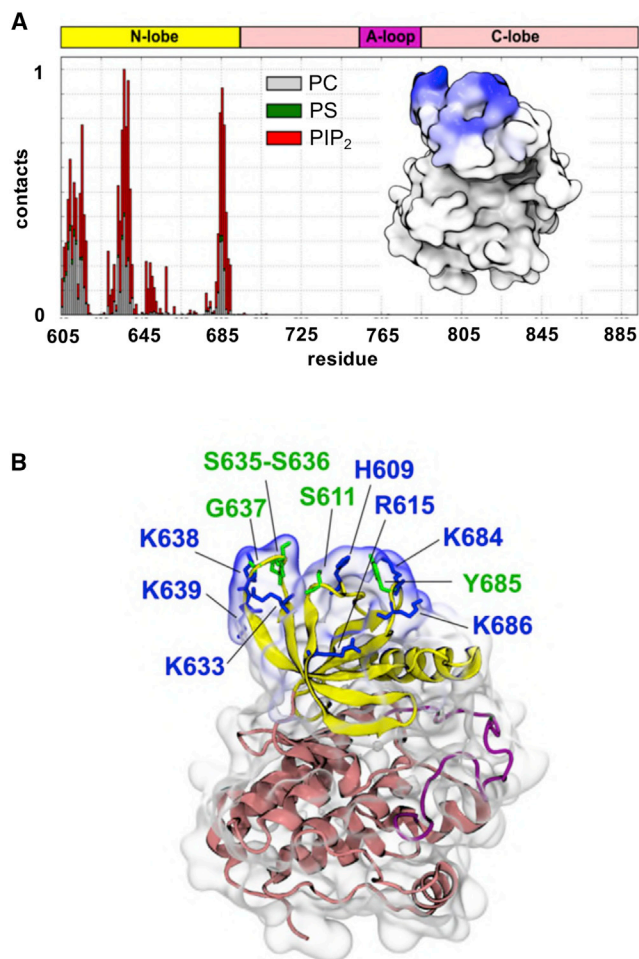 A
N-lobe A-loop C-lobe
1
PC
PS
PIP₂
contacts
0
605 645 685 725 765 805 845 885
residue
B
S635-S636
H609
G637
S611
R615
K638
K684
K639
Y685
K633
K686